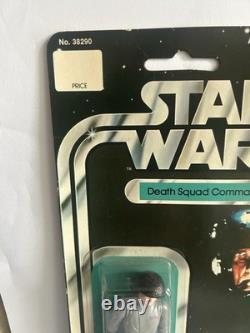 No. 38290
PRICE
STAR
WARS
Death Squad Comma